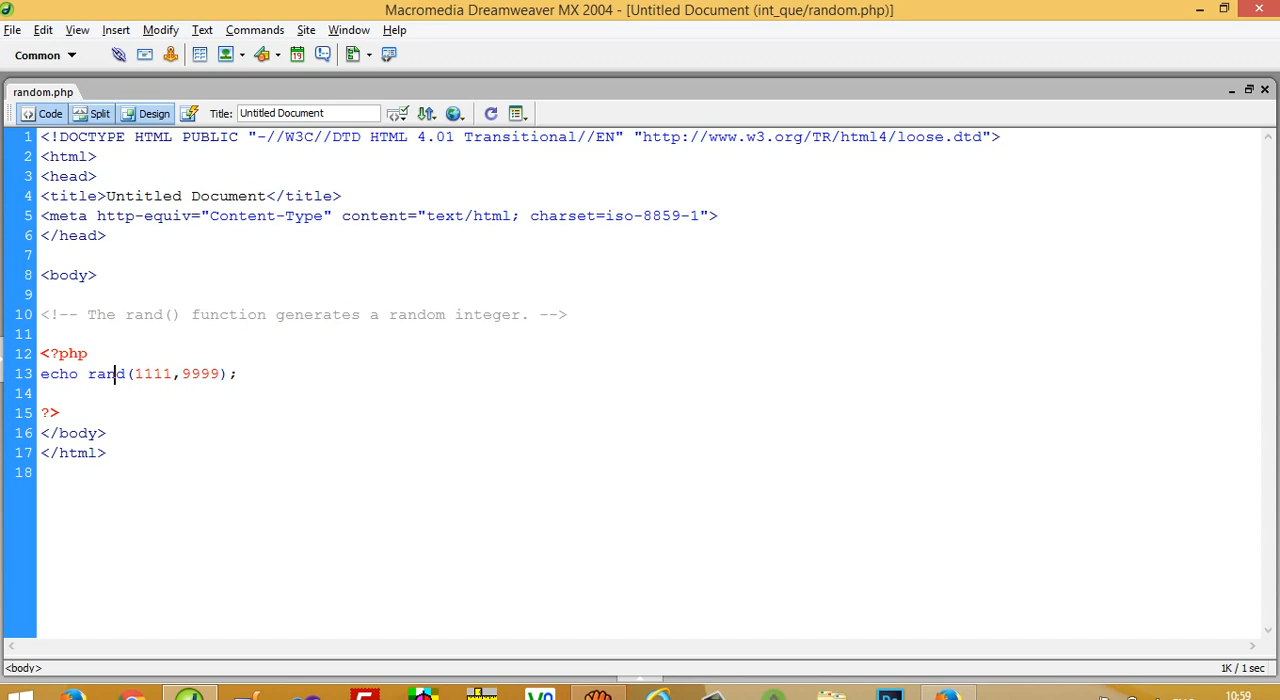 Macromedia Dreamweaver MX 2004 - [Untitled Document (int_que/random.php)]
File Edit View Insert Modify Text Commands Site Window Help
Common
random.php
Code Split Design Title: Untitled Document
1 <!DOCTYPE HTML PUBLIC "-//W3C//DTD HTML 4.01 Transitional//EN" "http://www.w3.org/TR/html4/loose.dtd">
2 <html>
3 <head>
4 <title>Untitled Document</title>
5 <meta http-equiv="Content-Type" content="text/html; charset=iso-8859-1">
6 </head>
7
8 <body>
9
10 <!-- The rand() function generates a random integer. -->
11
12 <?php
13 echo rand(1111,9999);
14
15 ?>
16 </body>
17 </html>
18
<body> 1K / 1 sec
10:59